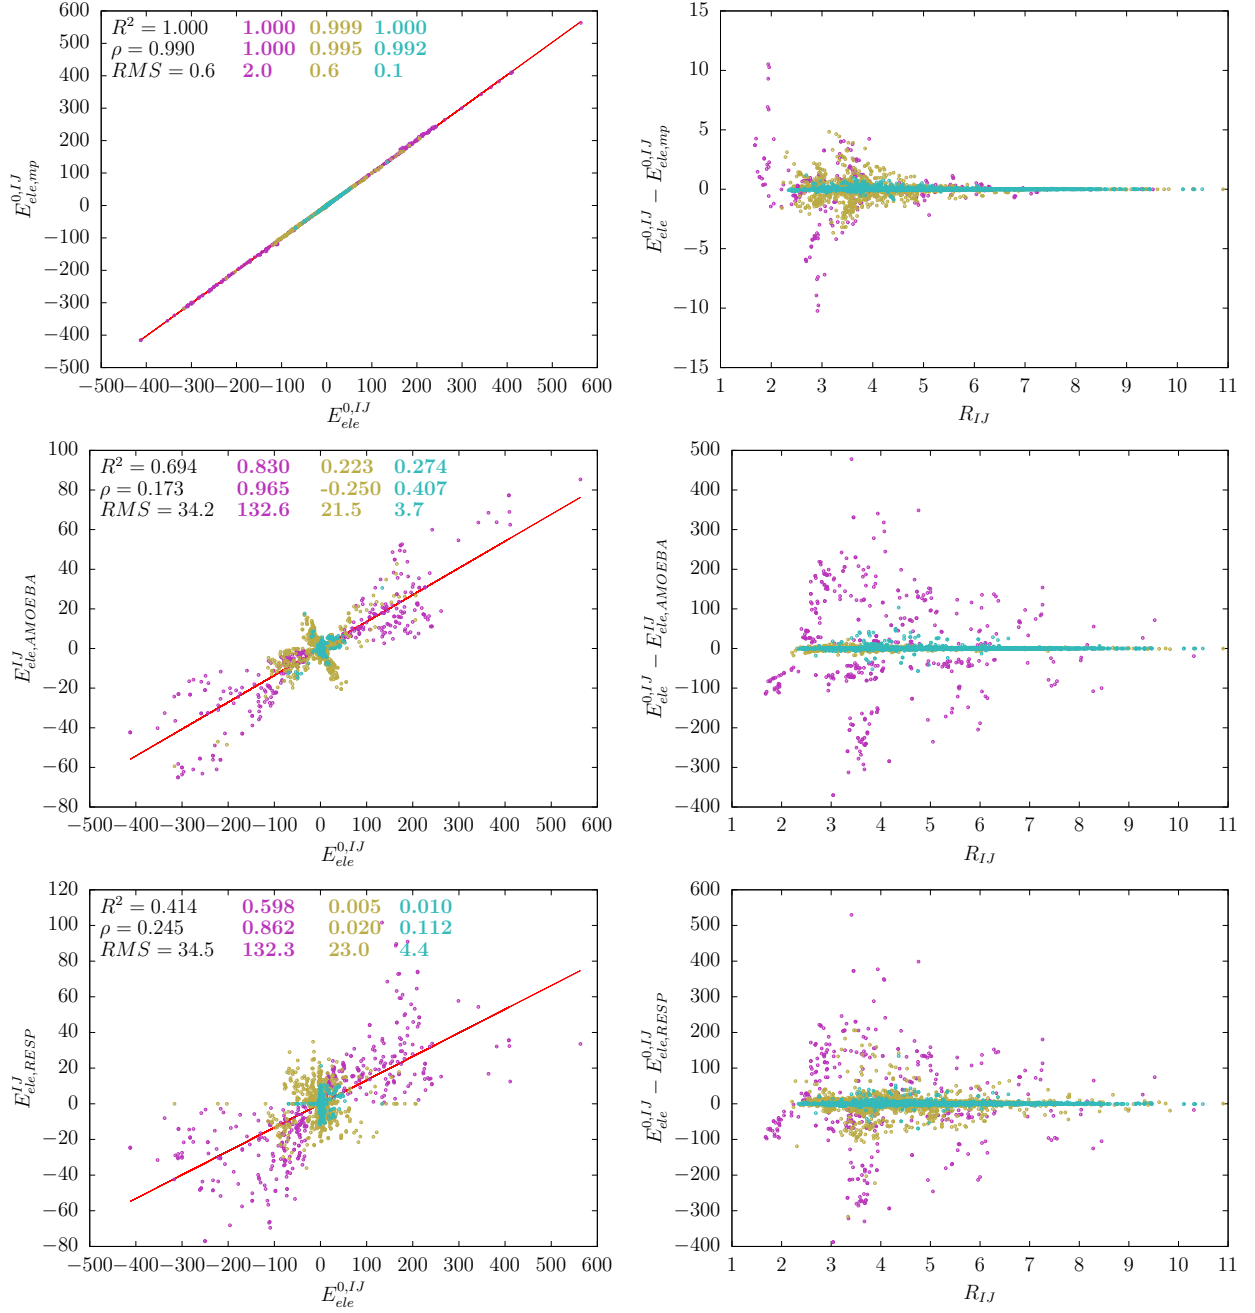 600
500
400
300
200
100
0
−100
−200
−300
−400
−500
−500−400−300−200−100 0 100 200 300 400 500 600
R² = 1.000 1.000 0.999 1.000
ρ = 0.990 1.000 0.995 0.992
RMS = 0.6 2.0 0.6 0.1
E^{0,IJ}_{ele,mp}
E^{0,IJ}_{ele}
15
10
5
0
−5
−10
−15
1 2 3 4 5 6 7 8 9 10 11
E^{0,IJ}_{ele} − E^{0,IJ}_{ele,mp}
R_{IJ}
100
80
60
40
20
0
−20
−40
−60
−80
−500−400−300−200−100 0 100 200 300 400 500 600
R² = 0.694 0.830 0.223 0.274
ρ = 0.173 0.965 -0.250 0.407
RMS = 34.2 132.6 21.5 3.7
E^{IJ}_{ele,AMOEBA}
E^{0,IJ}_{ele}
500
400
300
200
100
0
−100
−200
−300
−400
1 2 3 4 5 6 7 8 9 10 11
E^{0,IJ}_{ele} − E^{IJ}_{ele,AMOEBA}
R_{IJ}
120
100
80
60
40
20
0
−20
−40
−60
−80
−500−400−300−200−100 0 100 200 300 400 500 600
R² = 0.414 0.598 0.005 0.010
ρ = 0.245 0.862 0.020 0.112
RMS = 34.5 132.3 23.0 4.4
E^{IJ}_{ele,RESP}
E^{0,IJ}_{ele}
600
500
400
300
200
100
0
−100
−200
−300
−400
1 2 3 4 5 6 7 8 9 10 11
E^{0,IJ}_{ele} − E^{0,IJ}_{ele,RESP}
R_{IJ}